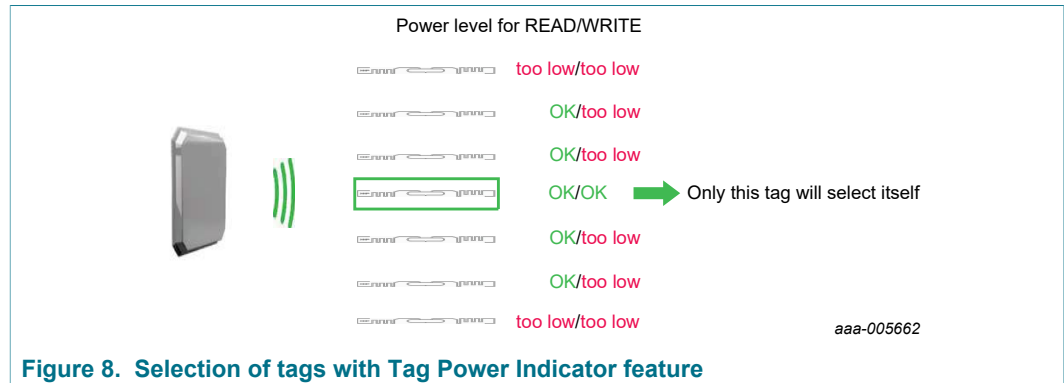 Power level for READ/WRITE
too low/too low
OK/too low
OK/too low
OK/OK Only this tag will select itself
OK/too low
OK/too low
too low/too low
aaa-005662
Figure 8. Selection of tags with Tag Power Indicator feature